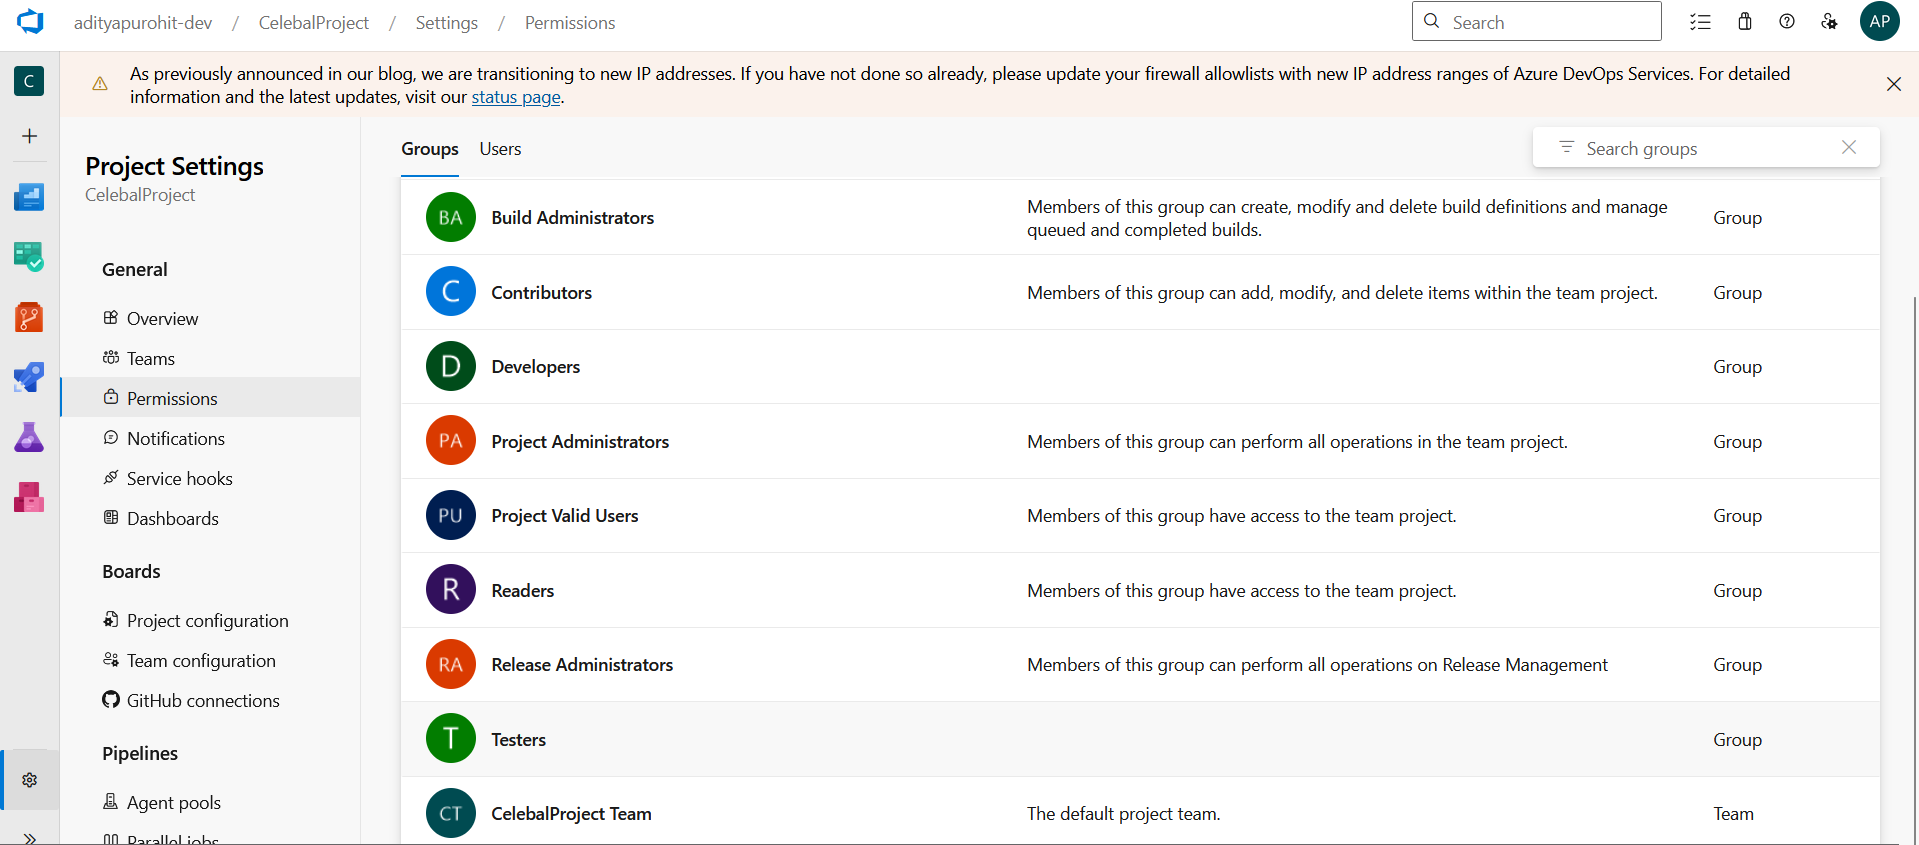 adityapurohit-dev / CelebalProject / Settings / Permissions
Search
AP
C
As previously announced in our blog, we are transitioning to new IP addresses. If you have not done so already, please update your firewall allowlists with new IP address ranges of Azure DevOps Services. For detailed
information and the latest updates, visit our status page.
Project Settings
CelebalProject
General
Overview
Teams
Permissions
Notifications
Service hooks
Dashboards
Boards
Project configuration
Team configuration
GitHub connections
Pipelines
Agent pools
Parallel jobs
Groups Users
Search groups
BA Build Administrators Members of this group can create, modify and delete build definitions and manage Group
queued and completed builds.
C Contributors Members of this group can add, modify, and delete items within the team project. Group
D Developers Group
PA Project Administrators Members of this group can perform all operations in the team project. Group
PU Project Valid Users Members of this group have access to the team project. Group
R Readers Members of this group have access to the team project. Group
RA Release Administrators Members of this group can perform all operations on Release Management Group
T Testers Group
CT CelebalProject Team The default project team. Team